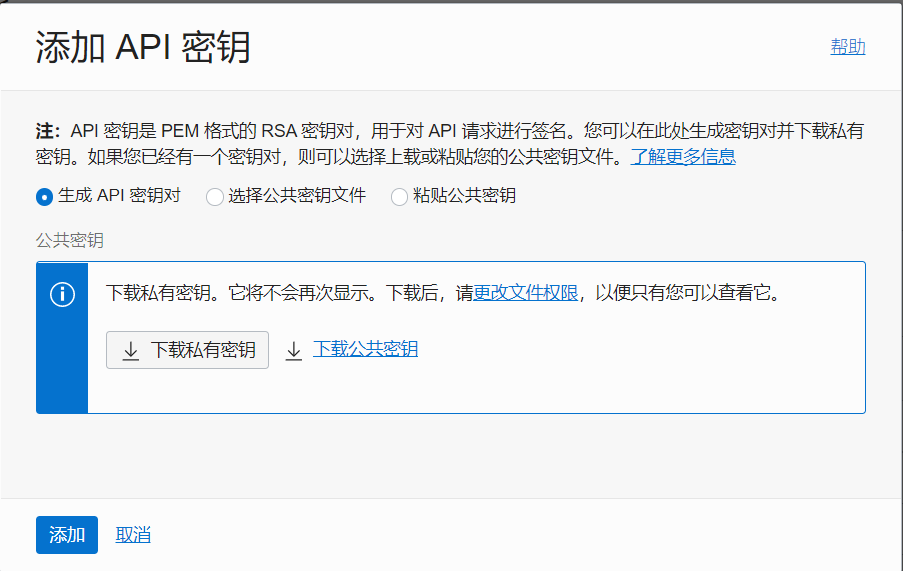 添加 API 密钥
帮助
注：API 密钥是 PEM 格式的 RSA 密钥对，用于对 API 请求进行签名。您可以在此处生成密钥对并下载私有
密钥。如果您已经有一个密钥对，则可以选择上载或粘贴您的公共密钥文件。了解更多信息
生成 API 密钥对 选择公共密钥文件 粘贴公共密钥
公共密钥
下载私有密钥。它将不会再次显示。下载后，请更改文件权限，以便只有您可以查看它。
下载私有密钥 下载公共密钥
添加 取消